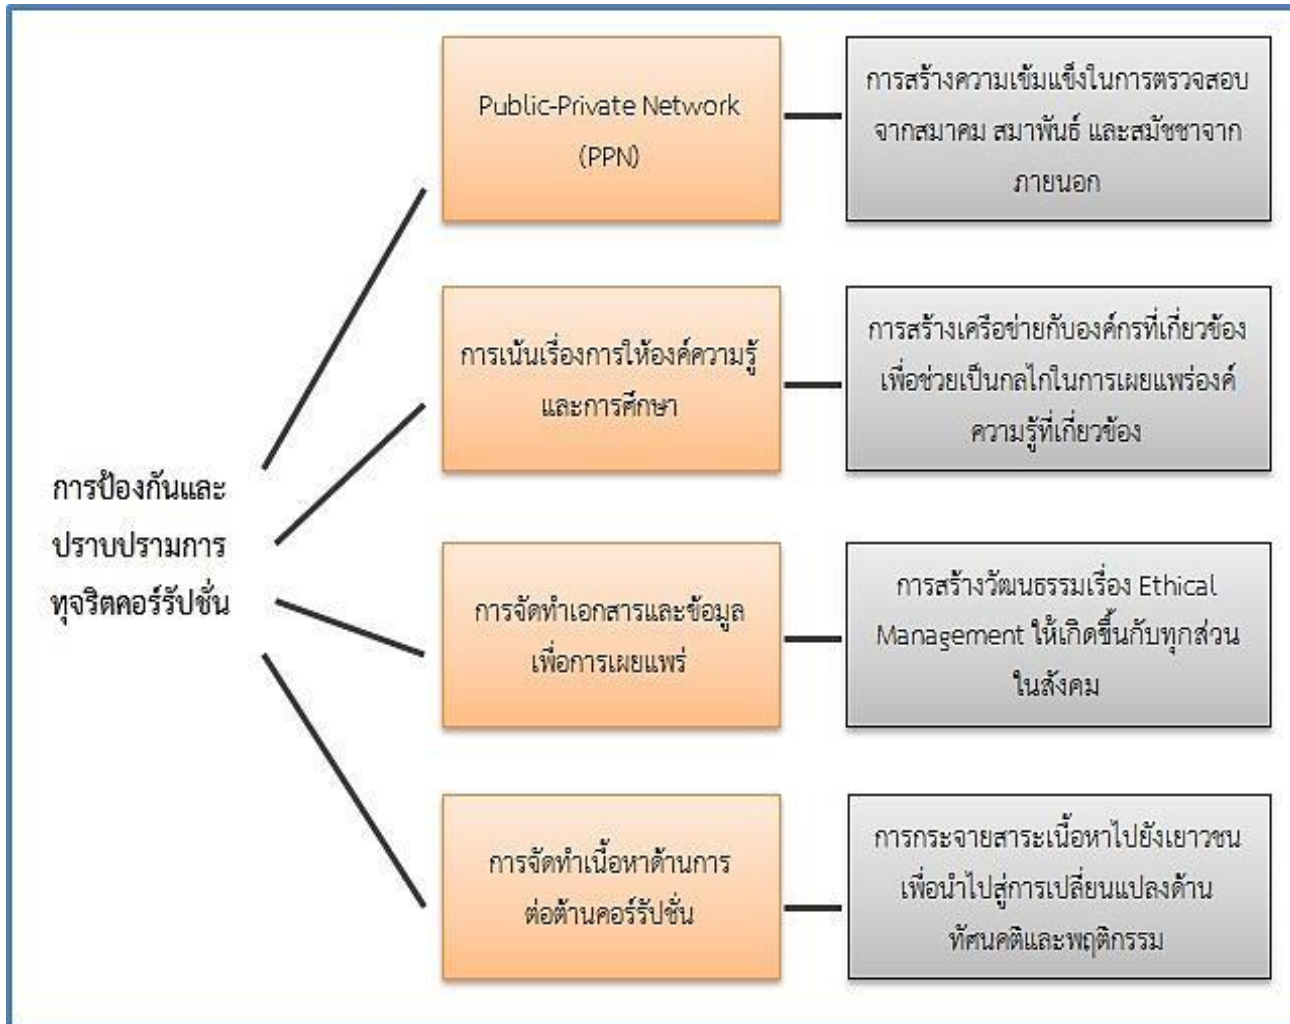 การป้องกันและ
ปราบปรามการ
ทุจริตคอร์รัปชั่น
Public-Private Network
(PPN)
การสร้างความเข้มแข็งในการตรวจสอบ
จากสมาคม สมาพันธ์ และสมัชชาจาก
ภายนอก
การเน้นเรื่องการให้องค์ความรู้
และการศึกษา
การสร้างเครือข่ายกับองค์กรที่เกี่ยวข้อง
เพื่อช่วยเป็นกลไกในการเผยแพร่องค์
ความรู้ที่เกี่ยวข้อง
การจัดทำเอกสารและข้อมูล
เพื่อการเผยแพร่
การสร้างวัฒนธรรมเรื่อง Ethical
Management ให้เกิดขึ้นกับทุกส่วน
ในสังคม
การจัดทำเนื้อหาด้านการ
ต่อต้านคอร์รัปชั่น
การกระจายสาระเนื้อหาไปยังเยาวชน
เพื่อนำไปสู่การเปลี่ยนแปลงด้าน
ทัศนคติและพฤติกรรม